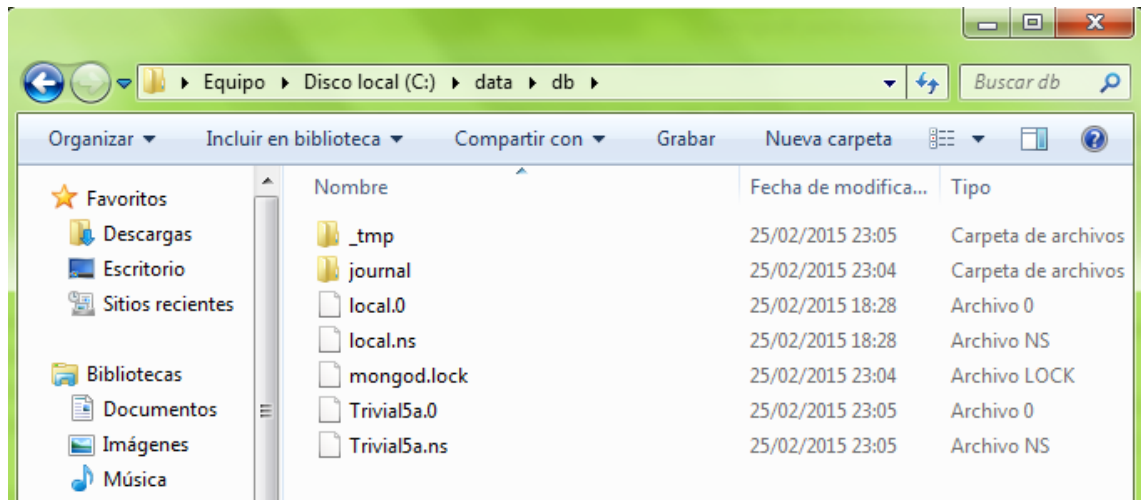 Equipo Disco local (C:) data db Buscar db
Organizar Incluir en biblioteca Compartir con Grabar Nueva carpeta
Favoritos
Descargas
Escritorio
Sitios recientes
Bibliotecas
Documentos
Imágenes
Música
Nombre Fecha de modifica... Tipo
_tmp 25/02/2015 23:05 Carpeta de archivos
journal 25/02/2015 23:04 Carpeta de archivos
local.0 25/02/2015 18:28 Archivo 0
local.ns 25/02/2015 18:28 Archivo NS
mongod.lock 25/02/2015 23:04 Archivo LOCK
Trivial5a.0 25/02/2015 23:05 Archivo 0
Trivial5a.ns 25/02/2015 23:05 Archivo NS